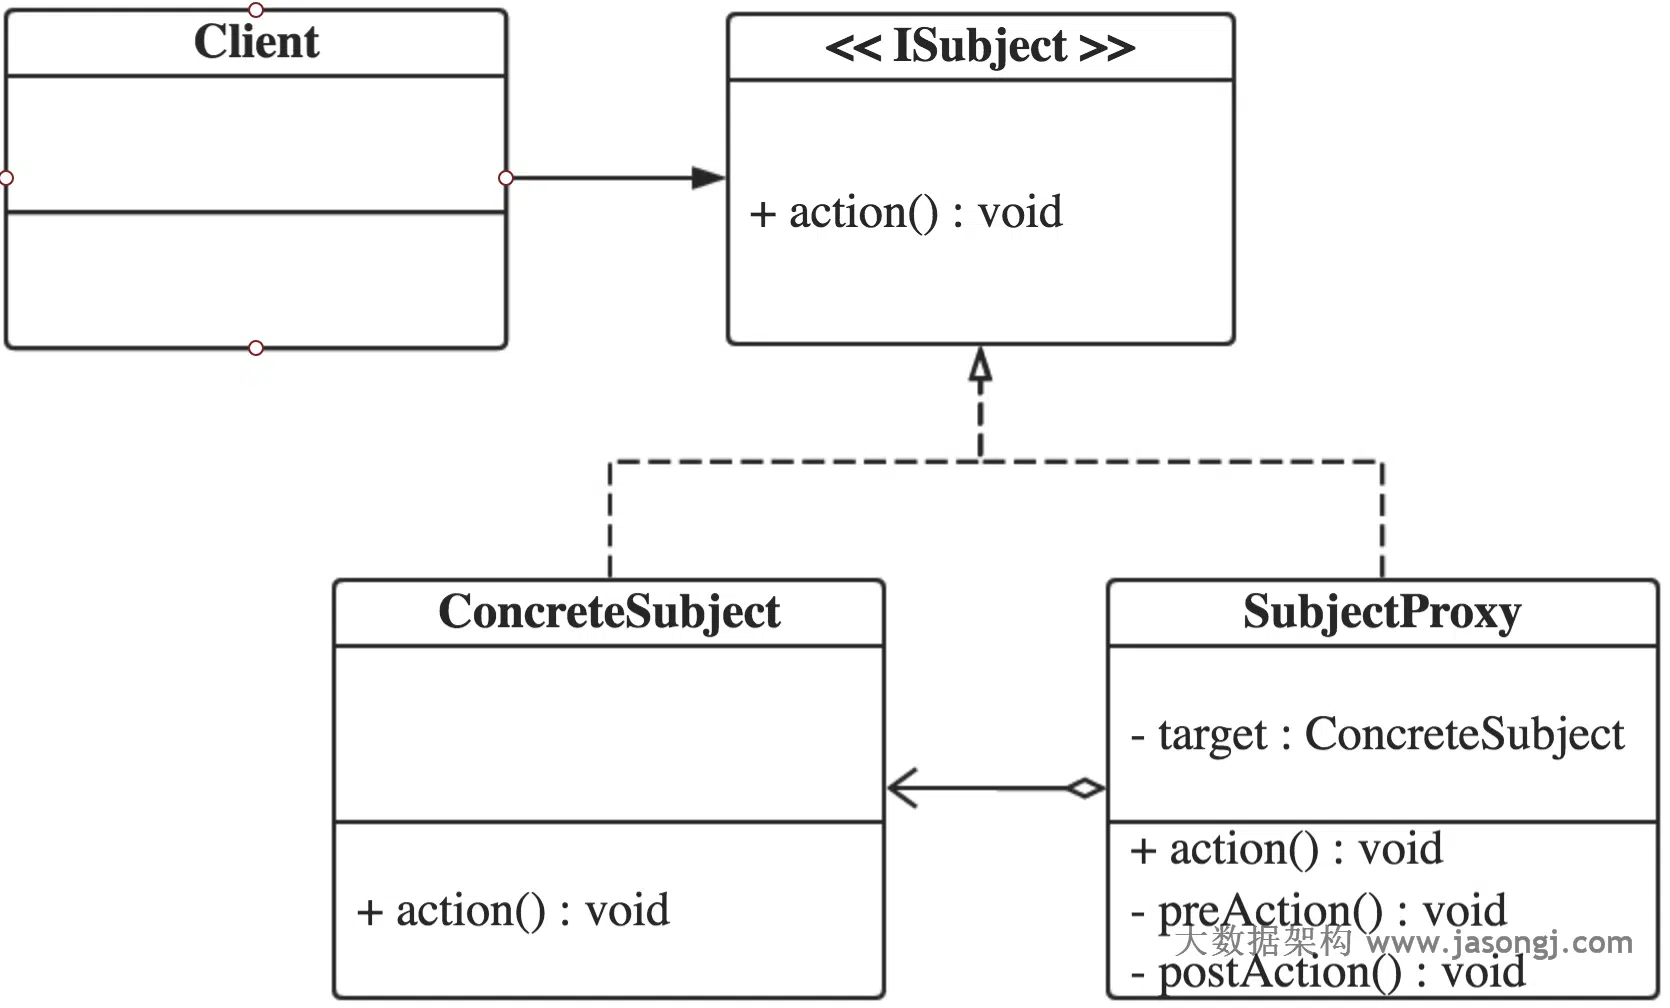 Client
<< ISubject >>
+ action() : void
ConcreteSubject
+ action() : void
SubjectProxy
- target : ConcreteSubject
+ action() : void
- preAction() : void
大数据架构 www.jasongj.com
- postAction() : void